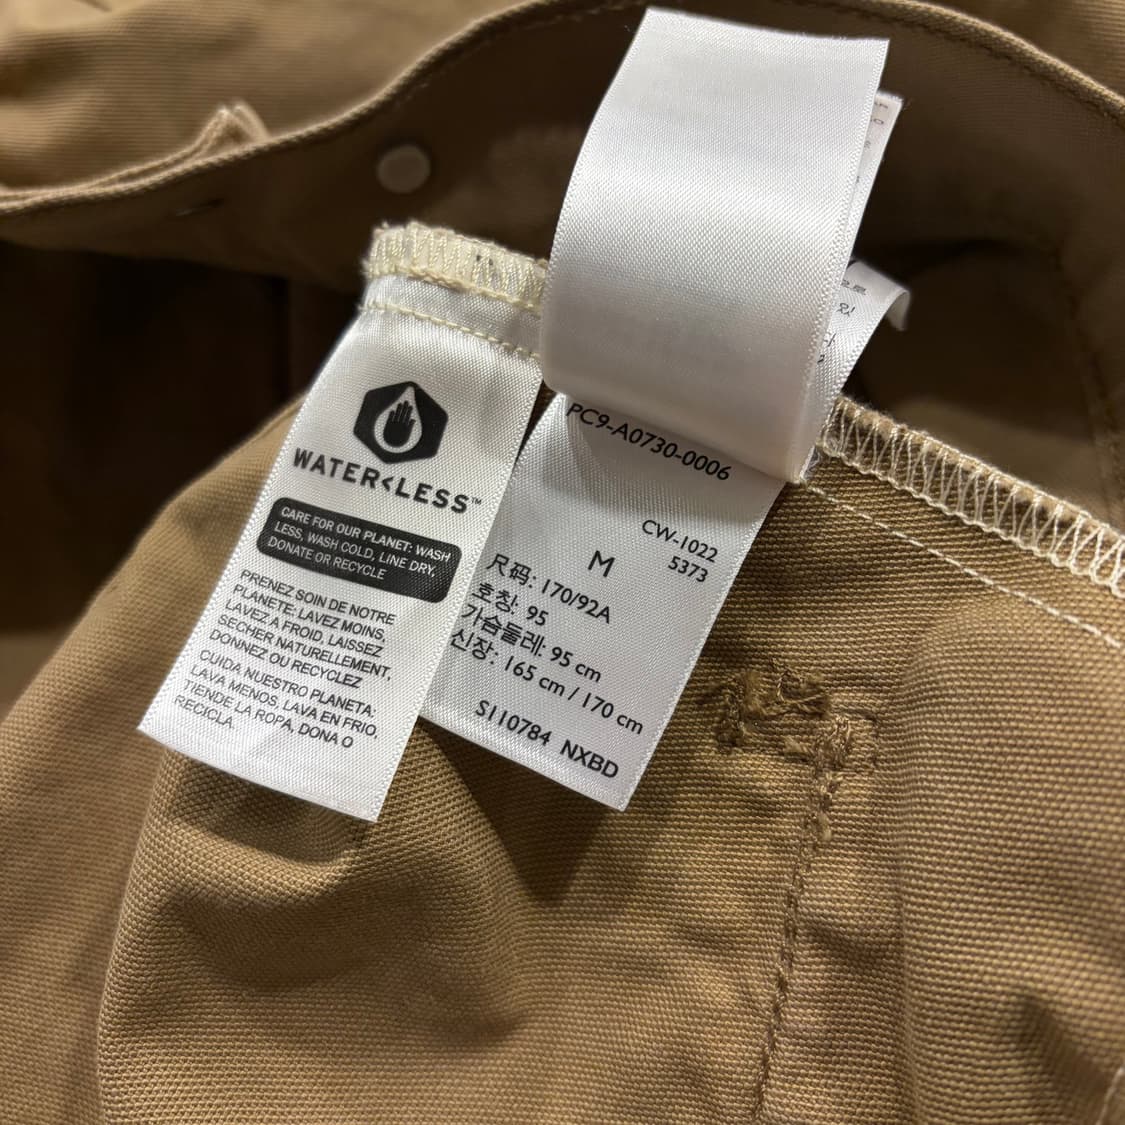 WATER<LESS™
CARE FOR OUR PLANET: WASH
LESS, WASH COLD, LINE DRY,
DONATE OR RECYCLE
PRENEZ SOIN DE NOTRE
PLANETE: LAVEZ MOINS,
LAVEZ A FROID, LAISSEZ
SECHER NATURELLEMENT,
DONNEZ OU RECYCLEZ
CUIDA NUESTRO PLANETA:
LAVA MENOS, LAVA EN FRIO,
TIENDE LA ROPA, DONA O
RECICLA.
PC9-A0730-0006
CW-1022
5373
M
尺码: 170/92A
호칭: 95
가슴둘레: 95 cm
신장: 165 cm / 170 cm
S110784 NXBD